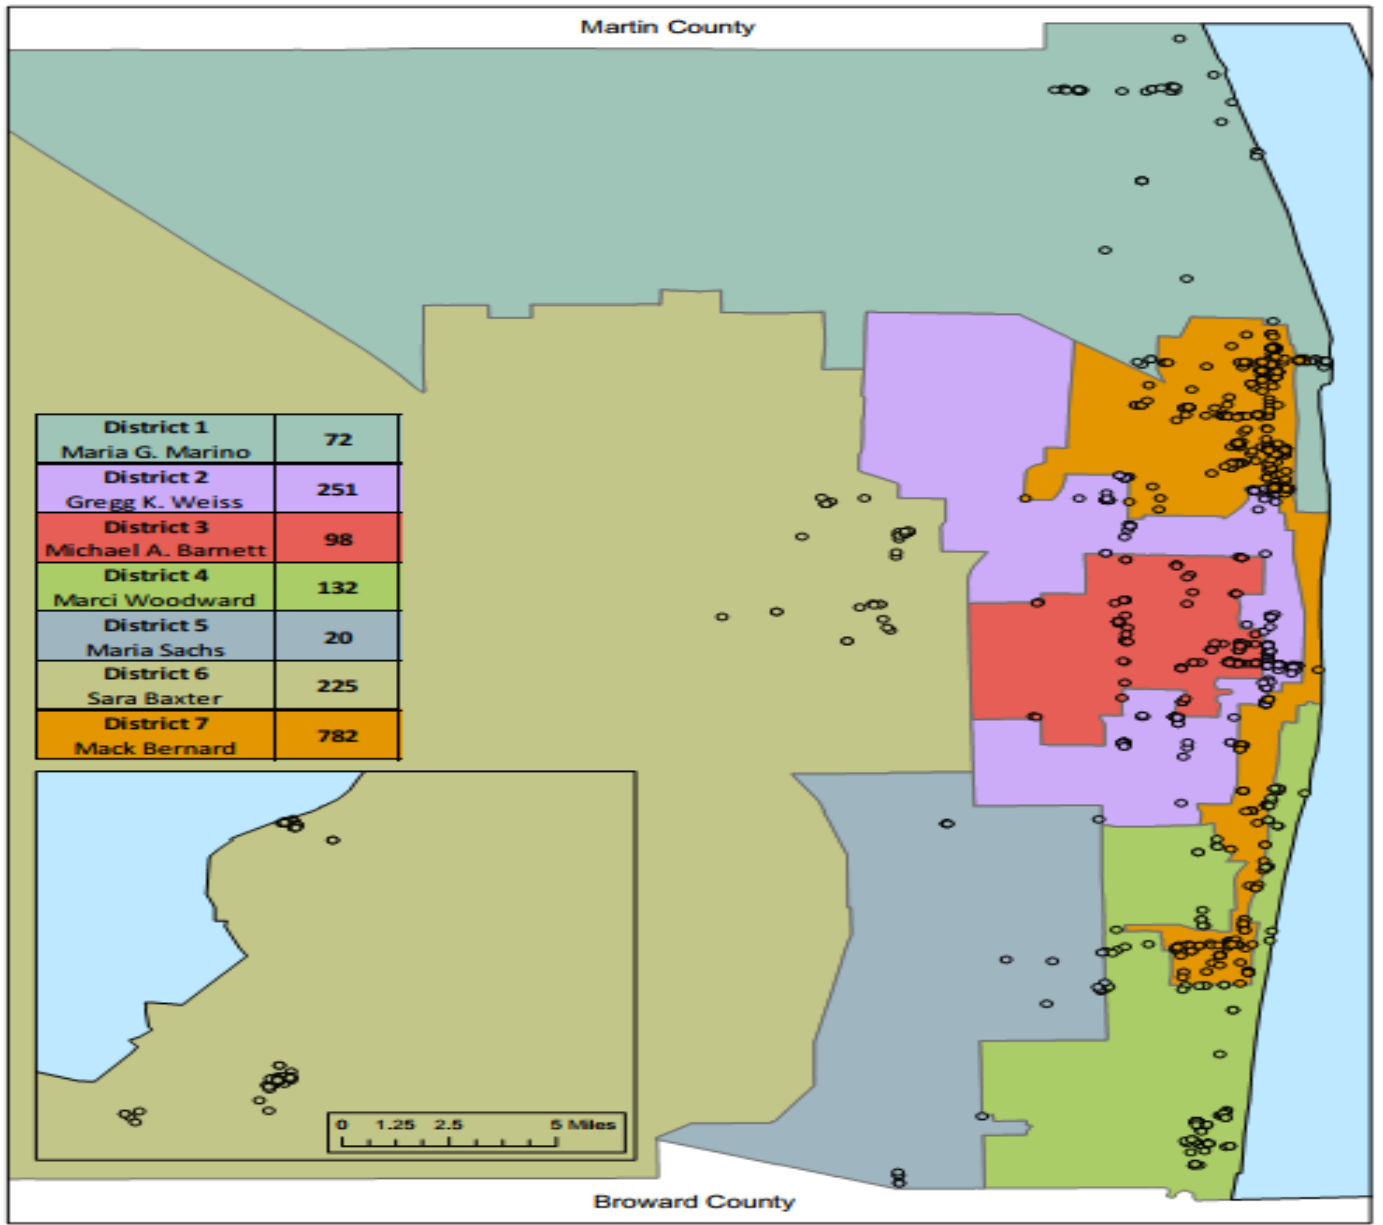 Martin County
District 1
Maria G. Marino
72
District 2
Gregg K. Weiss
251
District 3
Michael A. Barnett
98
District 4
Marci Woodward
132
District 5
Maria Sachs
20
District 6
Sara Baxter
225
District 7
Mack Bernard
782
0 1.25 2.5 5 Miles
Broward County